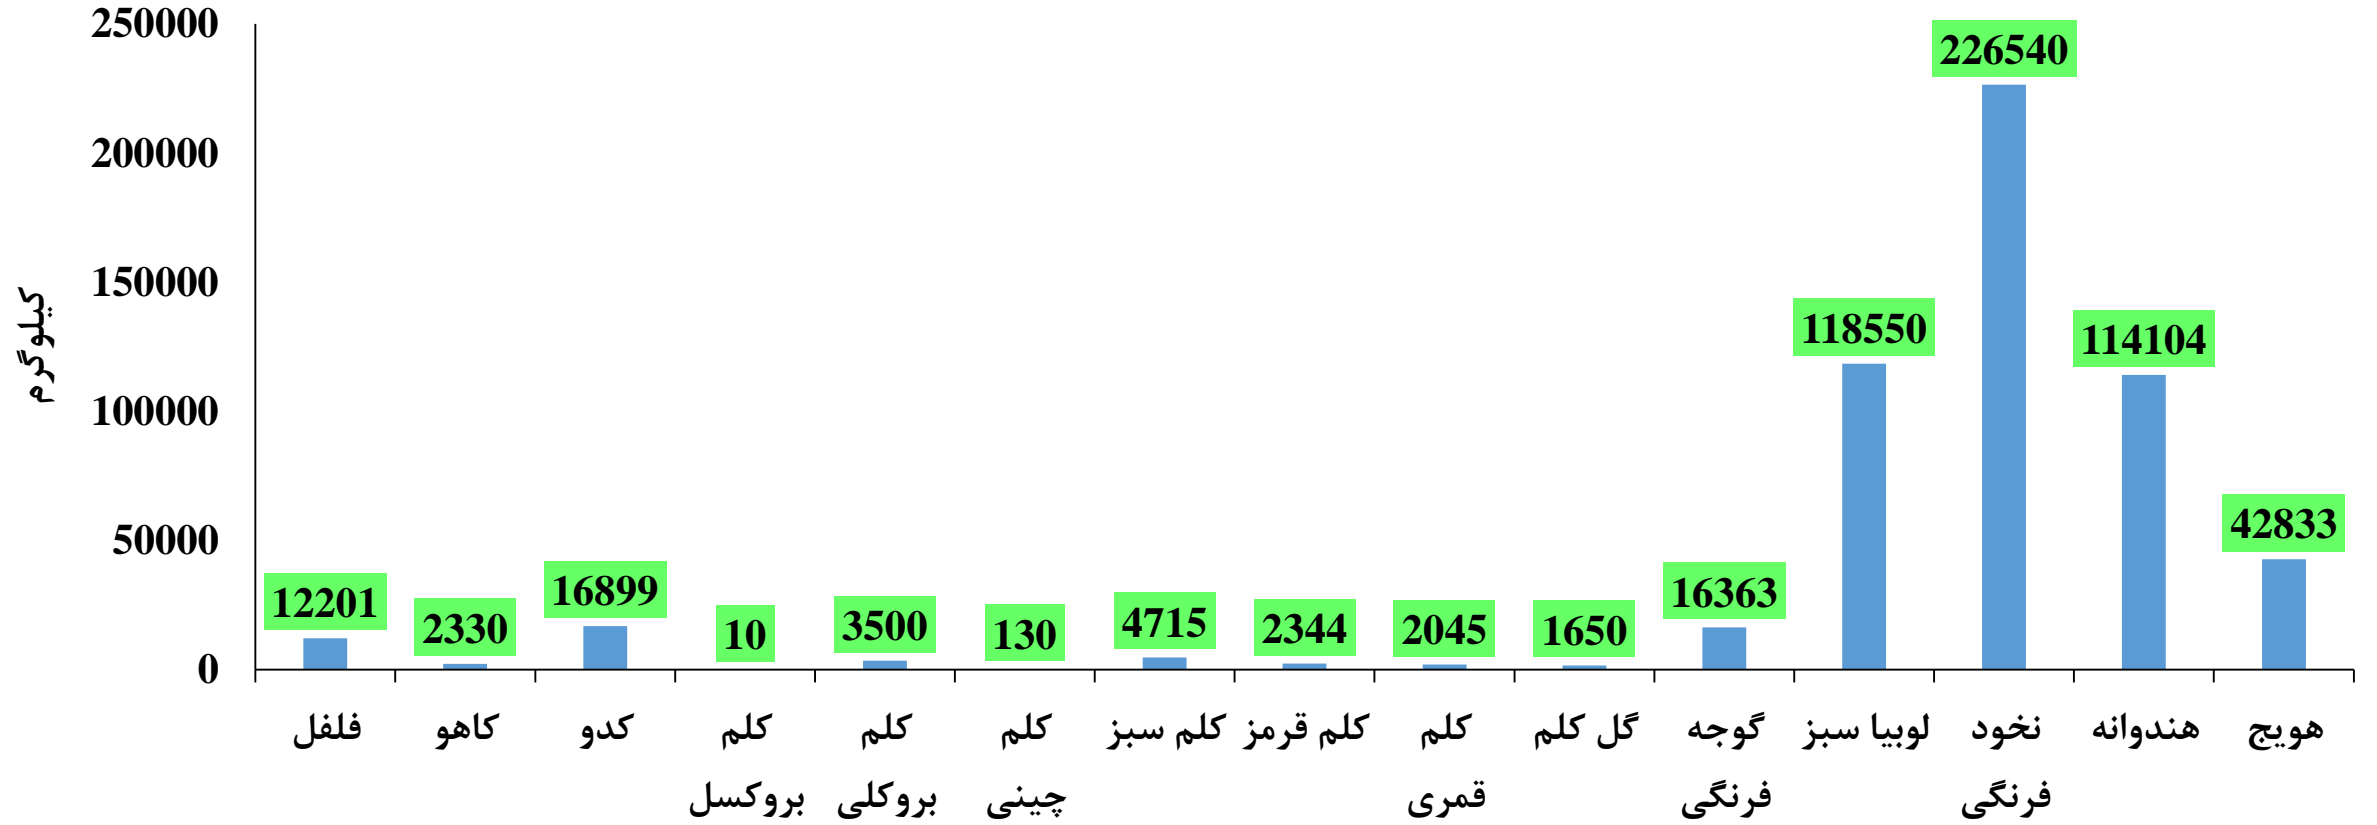 250000
200000
150000
100000
50000
0
کیلوگرم
12201
2330
16899
10
3500
130
4715
2344
2045
1650
16363
118550
226540
114104
42833
فلفل
کاهو
کدو
کلم
بروکسل
کلم
بروکلی
کلم
چینی
کلم سبز
کلم قرمز
کلم
قمری
گل کلم
گوجه
فرنگی
لوبیا سبز
نخود
فرنگی
هندوانه
هویج